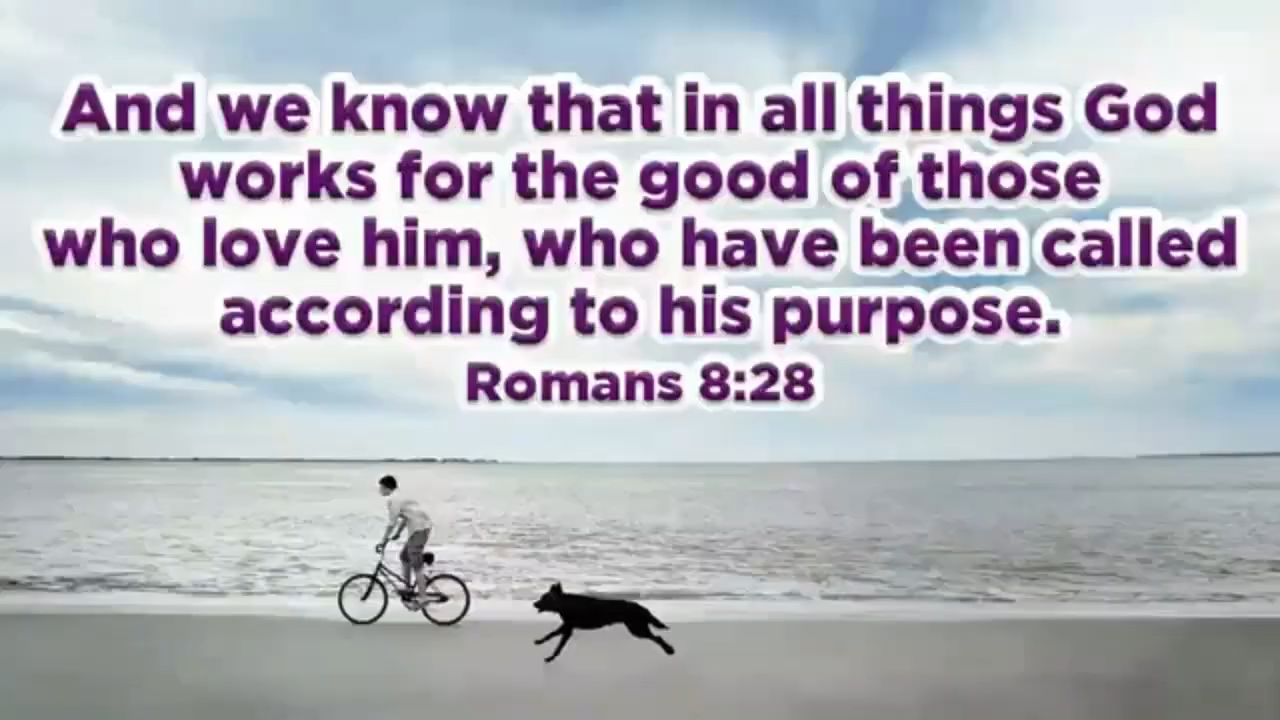 And we know that in all things God
works for the good of those
who love him, who have been called
according to his purpose.
Romans 8:28